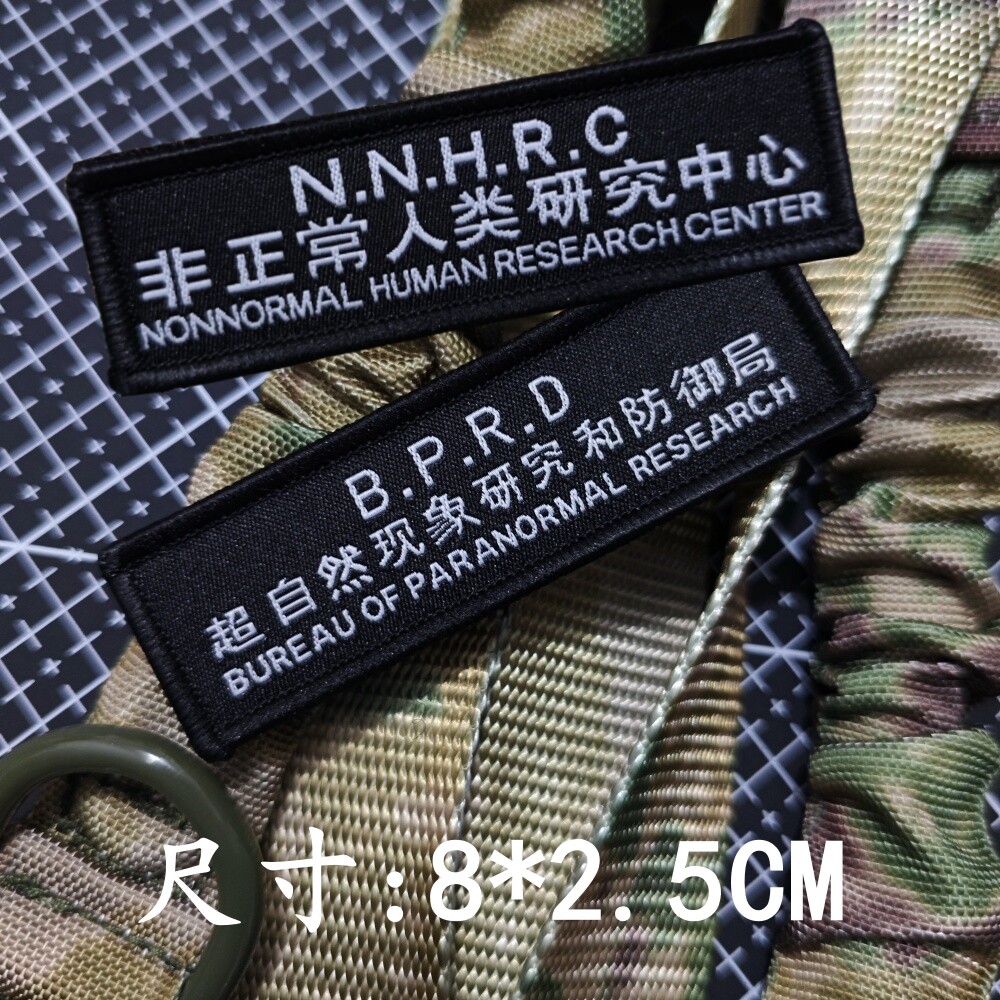 N.N.H.R.C
非正常人类研究中心
NONNORMAL HUMAN RESEARCH CENTER
B.P.R.D
超自然现象研究和防御局
BUREAU OF PARANORMAL RESEARCH
尺寸:8*2.5CM